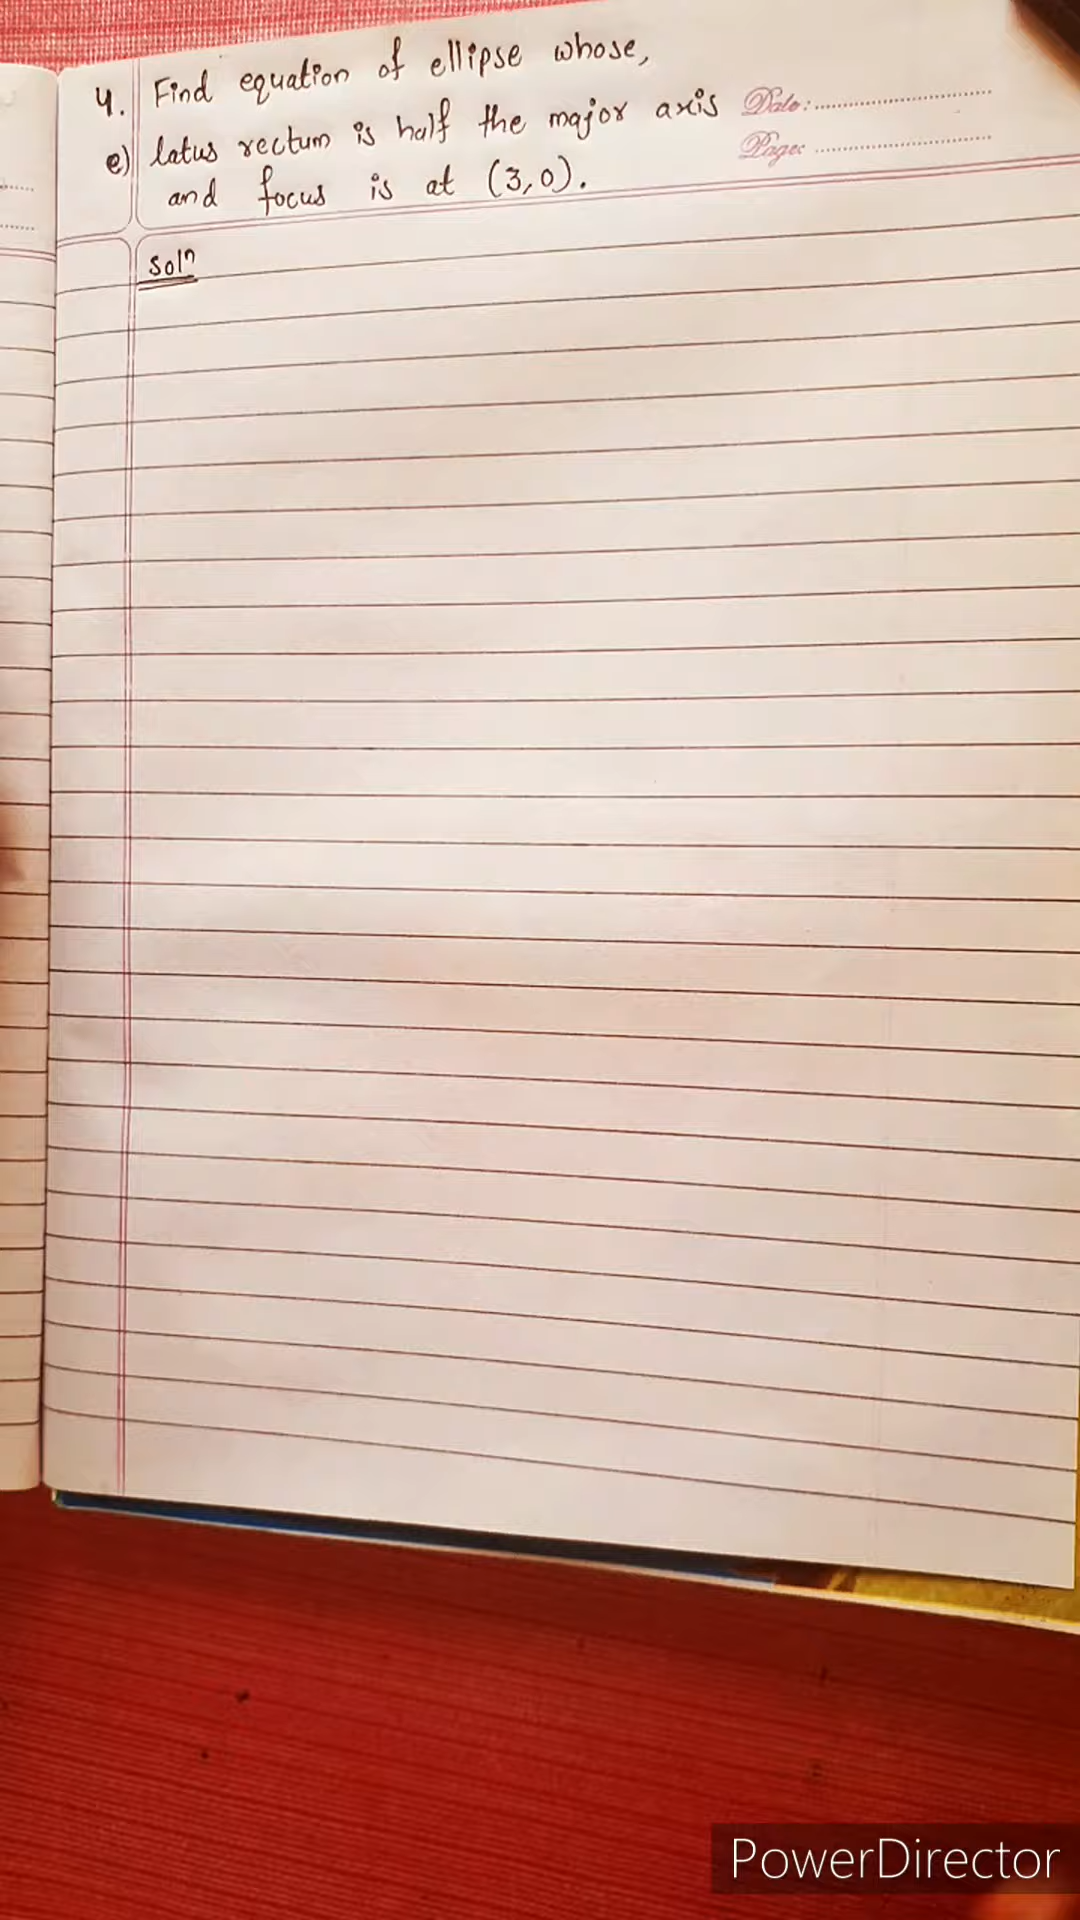 4. Find equation of ellipse whose,
e) latus rectum is half the major axis
and focus is at (3,0).
Date:
Page:
Solⁿ
PowerDirector